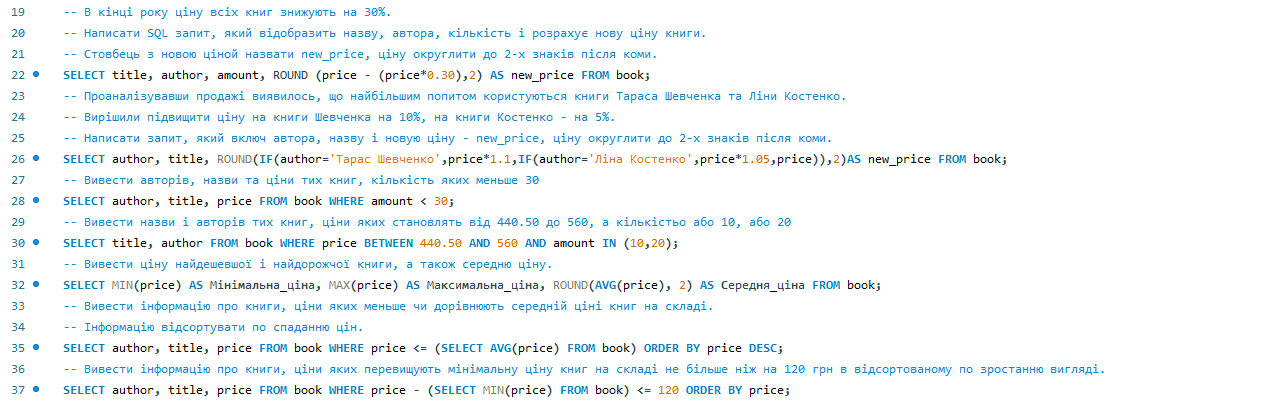 19 -- В кінці року ціну всіх книг знижують на 30%.
20 -- Написати SQL запит, який відобразить назву, автора, кількість і розрахує нову ціну книги.
21 -- Стовбець з новою ціной назвати new_price, ціну округлити до 2-х знаків після коми.
22 SELECT title, author, amount, ROUND (price - (price*0.30),2) AS new_price FROM book;
23 -- Проаналізувавши продажі виявилось, що найбільшим попитом користуються книги Тараса Шевченка та Ліни Костенко.
24 -- Вирішили підвищити ціну на книги Шевченка на 10%, на книги Костенко - на 5%.
25 -- Написати запит, який включ автора, назву і новую ціну - new_price, ціну округлити до 2-х знаків після коми.
26 SELECT author, title, ROUND(IF(author='Тарас Шевченко',price*1.1,IF(author='Ліна Костенко',price*1.05,price)),2)AS new_price FROM book;
27 -- Вивести авторів, назви та ціни тих книг, кількість яких меньше 30
28 SELECT author, title, price FROM book WHERE amount < 30;
29 -- Вивести назви і авторів тих книг, ціни яких становлять від 440.50 до 560, а кількістьо або 10, або 20
30 SELECT title, author FROM book WHERE price BETWEEN 440.50 AND 560 AND amount IN (10,20);
31 -- Вивести ціну найдешевшої і найдорожчої книги, а також середню ціну.
32 SELECT MIN(price) AS Мінімальна_ціна, MAX(price) AS Максимальна_ціна, ROUND(AVG(price), 2) AS Середня_ціна FROM book;
33 -- Вивести інформацію про книги, ціни яких меньше чи дорівнюють середній ціні книг на складі.
34 -- Інформацію відсортувати по спаданню цін.
35 SELECT author, title, price FROM book WHERE price <= (SELECT AVG(price) FROM book) ORDER BY price DESC;
36 -- Вивести інформацію про книги, ціни яких перевищують мінімальну ціну книг на складі не більше ніж на 120 грн в відсортованому по зростанню вигляді.
37 SELECT author, title, price FROM book WHERE price - (SELECT MIN(price) FROM book) <= 120 ORDER BY price;